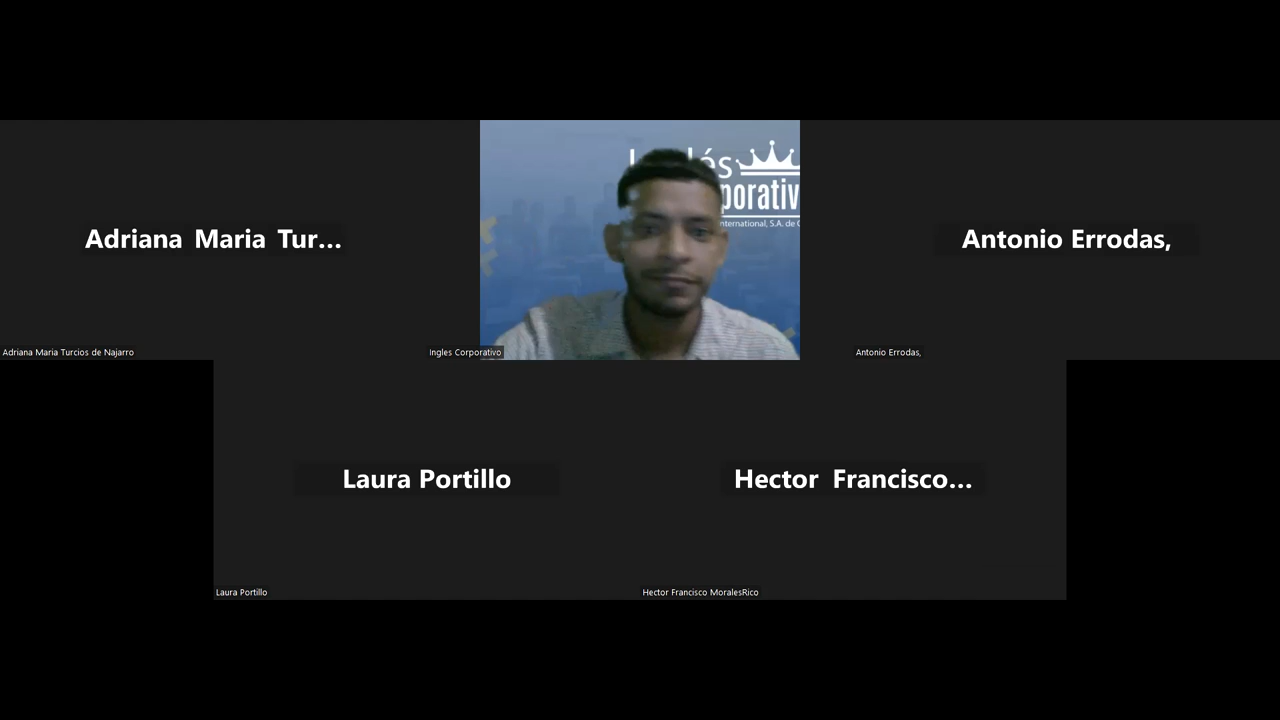 Adriana Maria Tur...
Adriana Maria Turcios de Najarro
Ingles Corporativo
Antonio Errodas,
Antonio Errodas,
Laura Portillo
Laura Portillo
Hector Francisco...
Hector Francisco MoralesRico